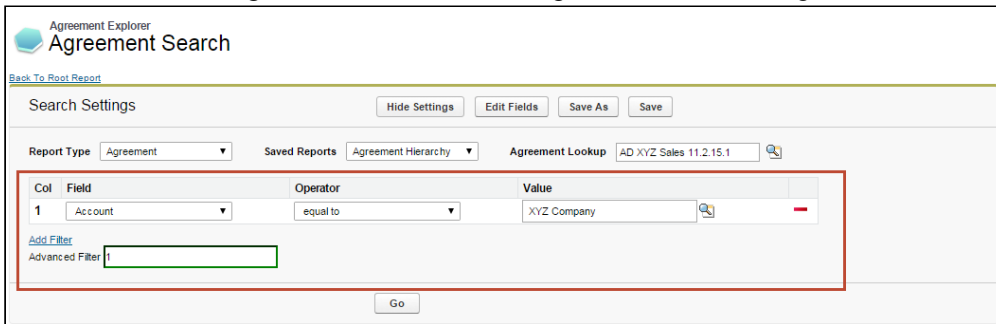 Agreement Explorer
Agreement Search
Back To Root Report
Search Settings Hide Settings Edit Fields Save As Save
Report Type Agreement Saved Reports Agreement Hierarchy Agreement Lookup AD XYZ Sales 11.2.15.1
Col Field Operator Value
1 Account equal to XYZ Company
Add Filter
Advanced Filter 1
Go